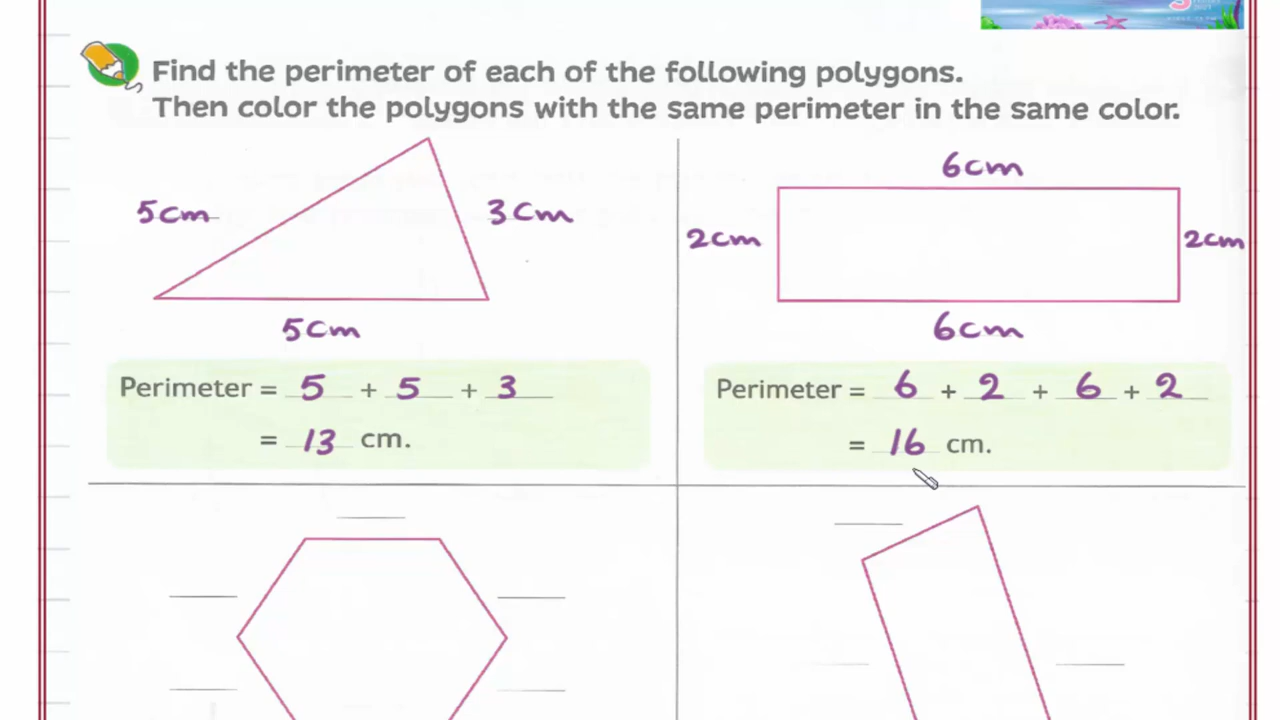 Find the perimeter of each of the following polygons.
Then color the polygons with the same perimeter in the same color.
5cm
3cm
5cm
Perimeter = 5 + 5 + 3
= 13 cm.
6cm
2cm
2cm
6cm
Perimeter = 6 + 2 + 6 + 2
= 16 cm.